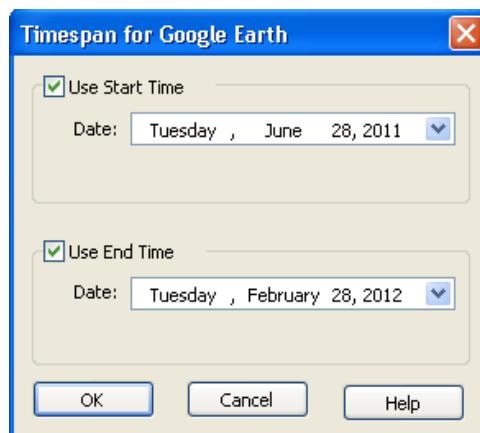 Timespan for Google Earth
Use Start Time
Date: Tuesday , June 28, 2011
Use End Time
Date: Tuesday , February 28, 2012
OK Cancel Help